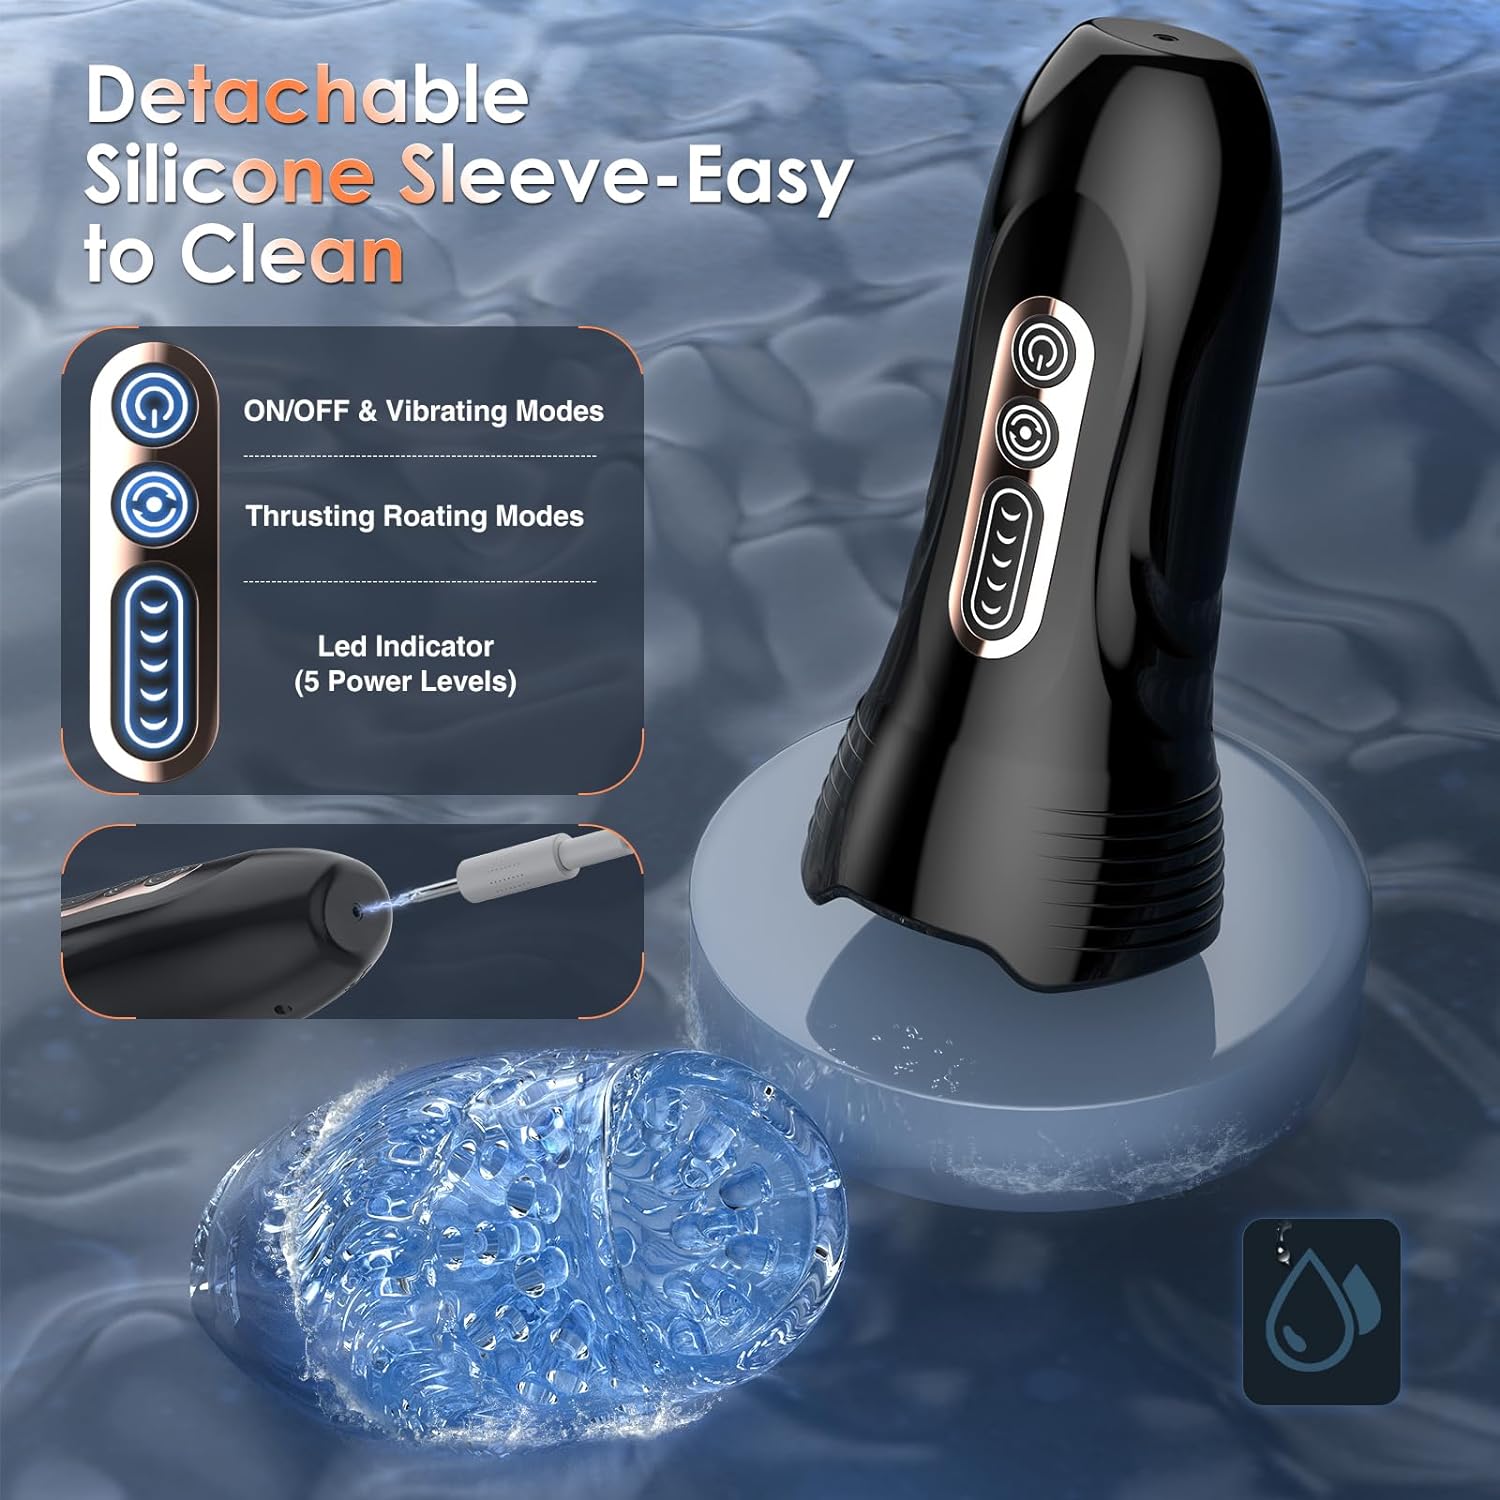 Detachable
Silicone Sleeve-Easy
to Clean
ON/OFF & Vibrating Modes
Thrusting Roating Modes
Led Indicator
(5 Power Levels)